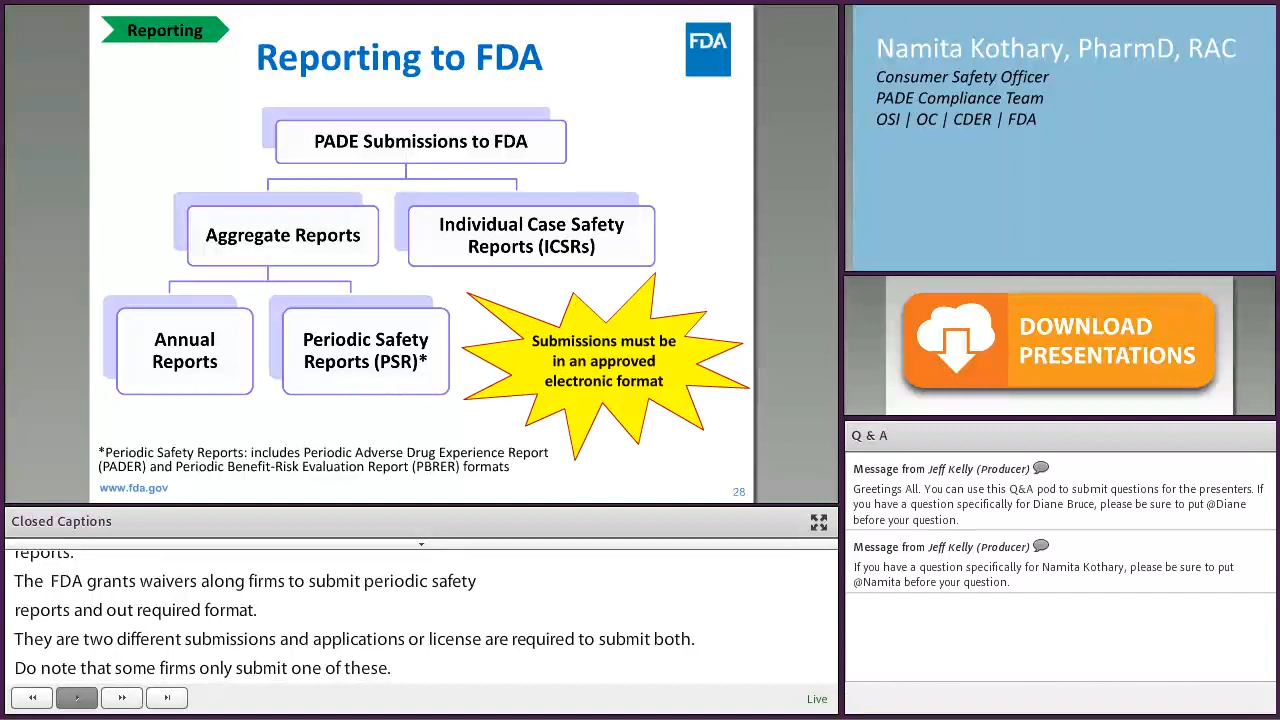 Reporting
Reporting to FDA
FDA
PADE Submissions to FDA
Aggregate Reports
Individual Case Safety
Reports (ICSRs)
Annual
Reports
Periodic Safety
Reports (PSR)*
Submissions must be
in an approved
electronic format
*Periodic Safety Reports: includes Periodic Adverse Drug Experience Report
(PADER) and Periodic Benefit-Risk Evaluation Report (PBRER) formats
www.fda.gov
28
Closed Captions
reports.
The FDA grants waivers along firms to submit periodic safety
reports and out required format.
They are two different submissions and applications or license are required to submit both.
Do note that some firms only submit one of these.
Live
Namita Kothary, PharmD, RAC
Consumer Safety Officer
PADE Compliance Team
OSI | OC | CDER | FDA
DOWNLOAD
PRESENTATIONS
Q & A
Message from Jeff Kelly (Producer)
Greetings All. You can use this Q&A pod to submit questions for the presenters. If
you have a question specifically for Diane Bruce, please be sure to put @Diane
before your question.
Message from Jeff Kelly (Producer)
If you have a question specifically for Namita Kothary, please be sure to put
@Namita before your question.